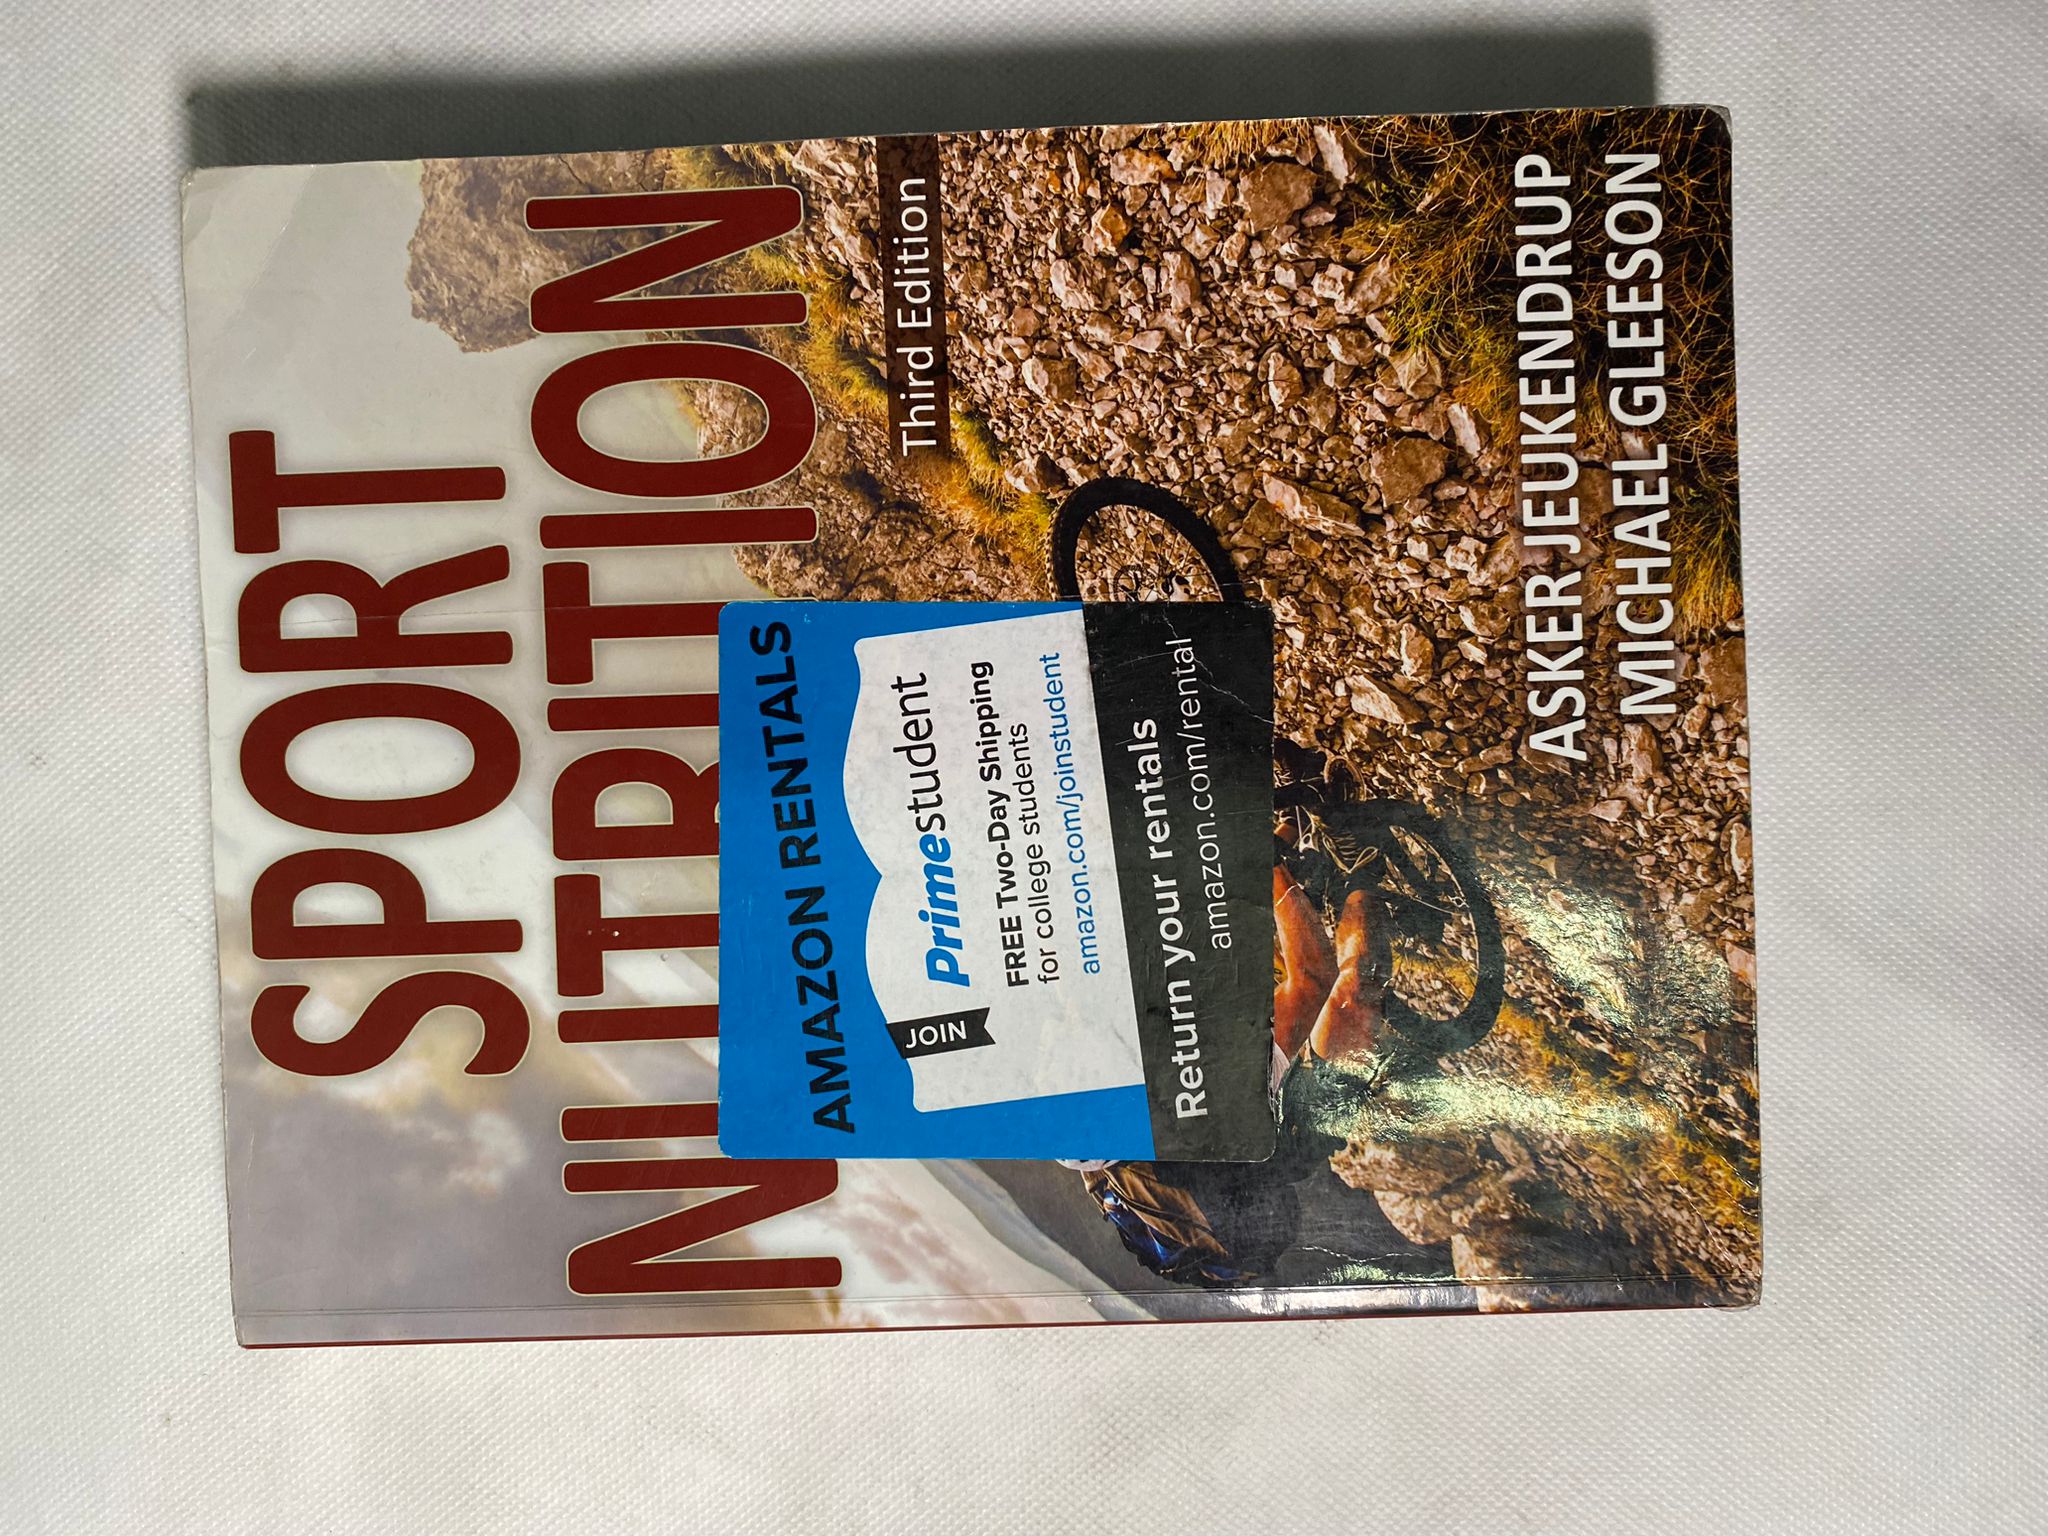 SPORT
NUTRITION
Third Edition
AMAZON RENTALS
JOIN
Primestudent
FREE Two-Day Shipping
for college students
amazon.com/joinstudent
Return your rentals
amazon.com/rental
ASKER JEUKENDRUP
MICHAEL GLEESON